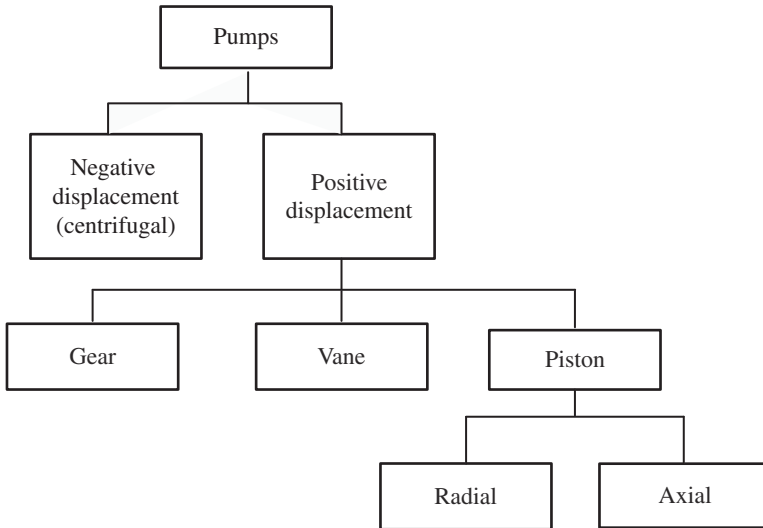 Pumps
Negative
displacement
(centrifugal)
Positive
displacement
Gear
Vane
Piston
Radial
Axial